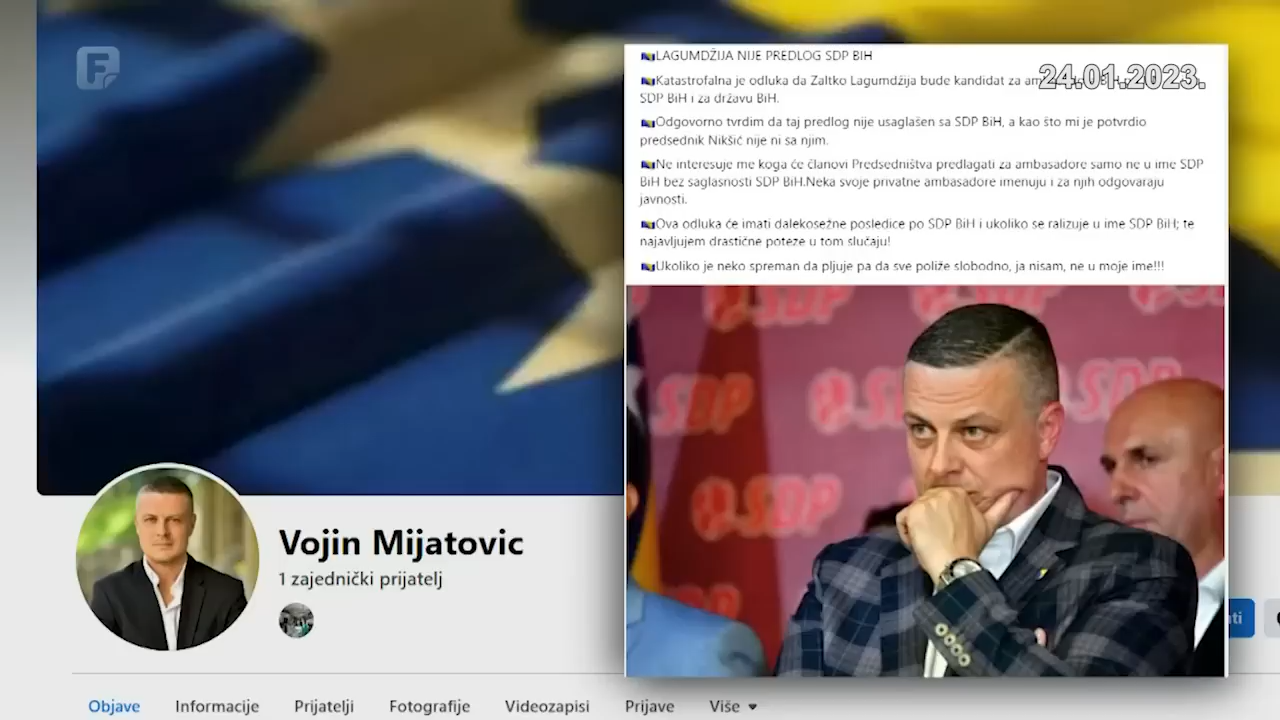 F
24.01.2023.
LAGUMDŽIJA NIJE PREDLOG SDP BIH
Katastrofalna je odluka da Zaltko Lagumdžija bude kandidat za
SDP BiH i za državu BiH.
Odgovorno tvrdim da taj predlog nije usaglašen sa SDP BiH, a kao što mi je potvrdio
predsednik Nikšić nije ni sa njim.
Ne interesuje me koga će članovi Predsedništva predlagati za ambasadore samo ne u ime SDP
BiH bez saglasnosti SDP BiH.Neka svoje privatne ambasadore imenuju i za njih odgovaraju
javnosti.
Ova odluka će imati dalekosežne posledice po SDP BiH i ukoliko se ralizuje u ime SDP BiH; te
najavljujem drastične poteze u tom slučaju!
Ukoliko je neko spreman da pljuje pa da sve poliže slobodno, ja nisam, ne u moje ime!!!
SDP
SDP
SDP
SDP
Vojin Mijatovic
1 zajednički prijatelj
Objave Informacije Prijatelji Fotografije Videozapisi Prijave Više